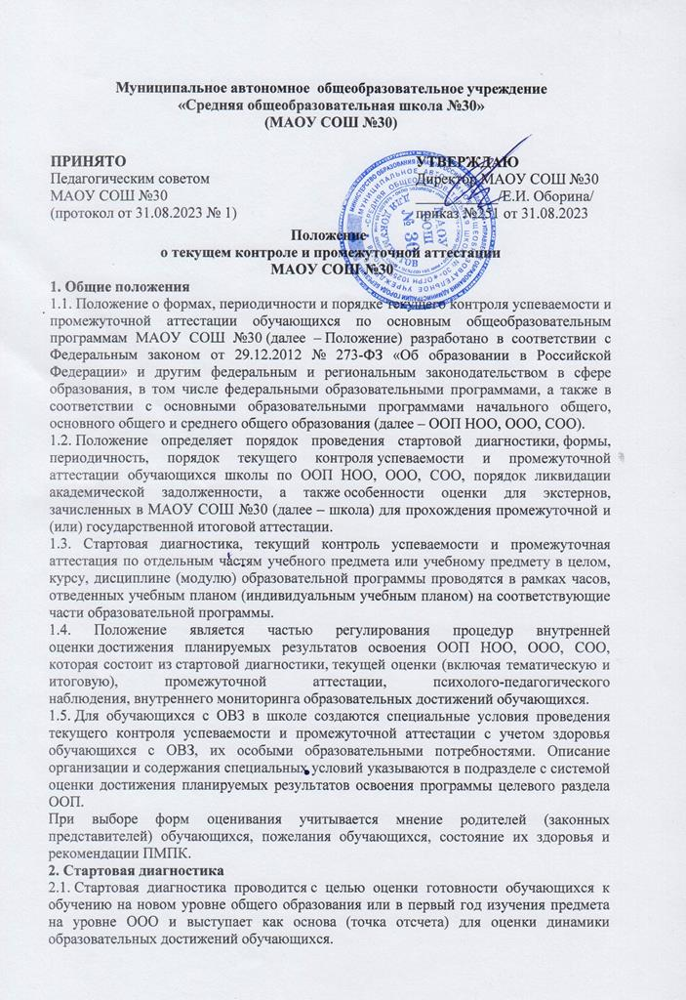 Муниципальное автономное общеобразовательное учреждение
«Средняя общеобразовательная школа №30»
(МАОУ СОШ №30)
ПРИНЯТО
Педагогическим советом
МАОУ СОШ №30
(протокол от 31.08.2023 № 1)
УТВЕРЖДАЮ
Директор МАОУ СОШ №30
Е.И. Оборина/
приказ №251 от 31.08.2023
Положение
о текущем контроле и промежуточной аттестации
МАОУ СОШ №30
1. Общие положения
1.1. Положение о формах, периодичности и порядке текущего контроля успеваемости и
промежуточной аттестации обучающихся по основным общеобразовательным
программам МАОУ СОШ №30 (далее – Положение) разработано в соответствии с
Федеральным законом от 29.12.2012 № 273-ФЗ «Об образовании в Российской
Федерации» и другим федеральным и региональным законодательством в сфере
образования, в том числе федеральными образовательными программами, а также в
соответствии с основными образовательными программами начального общего,
основного общего и среднего общего образования (далее – ООП НОО, ООО, СОО).
1.2. Положение определяет порядок проведения стартовой диагностики, формы,
периодичность, порядок текущего контроля успеваемости и промежуточной
аттестации обучающихся школы по ООП НОО, ООО, СОО, порядок ликвидации
академической задолженности, а также особенности оценки для экстернов,
зачисленных в МАОУ СОШ №30 (далее – школа) для прохождения промежуточной и
(или) государственной итоговой аттестации.
1.3. Стартовая диагностика, текущий контроль успеваемости и промежуточная
аттестация по отдельным частям учебного предмета или учебному предмету в целом,
курсу, дисциплине (модулю) образовательной программы проводятся в рамках часов,
отведенных учебным планом (индивидуальным учебным планом) на соответствующие
части образовательной программы.
1.4. Положение является частью регулирования процедур внутренней
оценки достижения планируемых результатов освоения ООП НОО, ООО, СОО,
которая состоит из стартовой диагностики, текущей оценки (включая тематическую и
итоговую), промежуточной аттестации, психолого-педагогического
наблюдения, внутреннего мониторинга образовательных достижений обучающихся.
1.5. Для обучающихся с ОВЗ в школе создаются специальные условия проведения
текущего контроля успеваемости и промежуточной аттестации с учетом здоровья
обучающихся с ОВЗ, их особыми образовательными потребностями. Описание
организации и содержания специальных условий указываются в подразделе с системой
оценки достижения планируемых результатов освоения программы целевого раздела
ООП.
При выборе форм оценивания учитывается мнение родителей (законных
представителей) обучающихся, пожелания обучающихся, состояние их здоровья и
рекомендации ПМПК.
2. Стартовая диагностика
2.1. Стартовая диагностика проводится с целью оценки готовности обучающихся к
обучению на новом уровне общего образования или в первый год изучения предмета
на уровне ООО и выступает как основа (точка отсчета) для оценки динамики
образовательных достижений обучающихся.